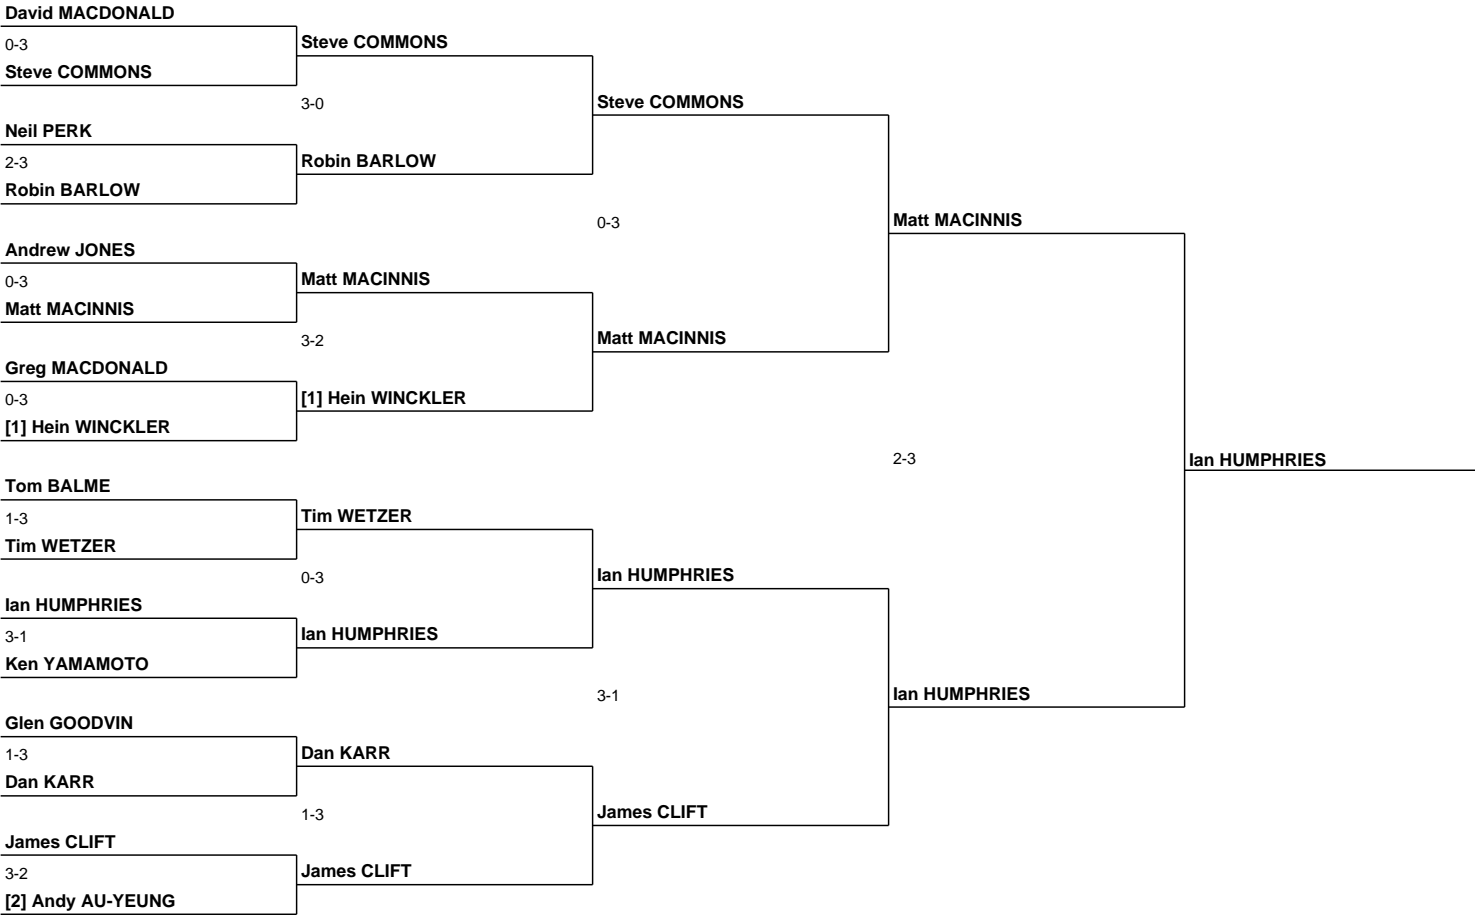 David MACDONALD
0-3
Steve COMMONS
Neil PERK
2-3
Robin BARLOW
Andrew JONES
0-3
Matt MACINNIS
Greg MACDONALD
0-3
[1] Hein WINCKLER
Tom BALME
1-3
Tim WETZER
Ian HUMPHRIES
3-1
Ken YAMAMOTO
Glen GOODVIN
1-3
Dan KARR
James CLIFT
3-2
[2] Andy AU-YEUNG
Steve COMMONS
3-0
Robin BARLOW
Matt MACINNIS
3-2
[1] Hein WINCKLER
Tim WETZER
0-3
Ian HUMPHRIES
Dan KARR
1-3
James CLIFT
Steve COMMONS
0-3
Matt MACINNIS
Ian HUMPHRIES
3-1
James CLIFT
Matt MACINNIS
2-3
Ian HUMPHRIES
Ian HUMPHRIES